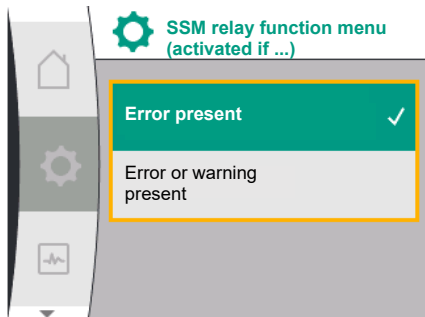 SSM relay function menu
(activated if ...)
Error present
Error or warning
present